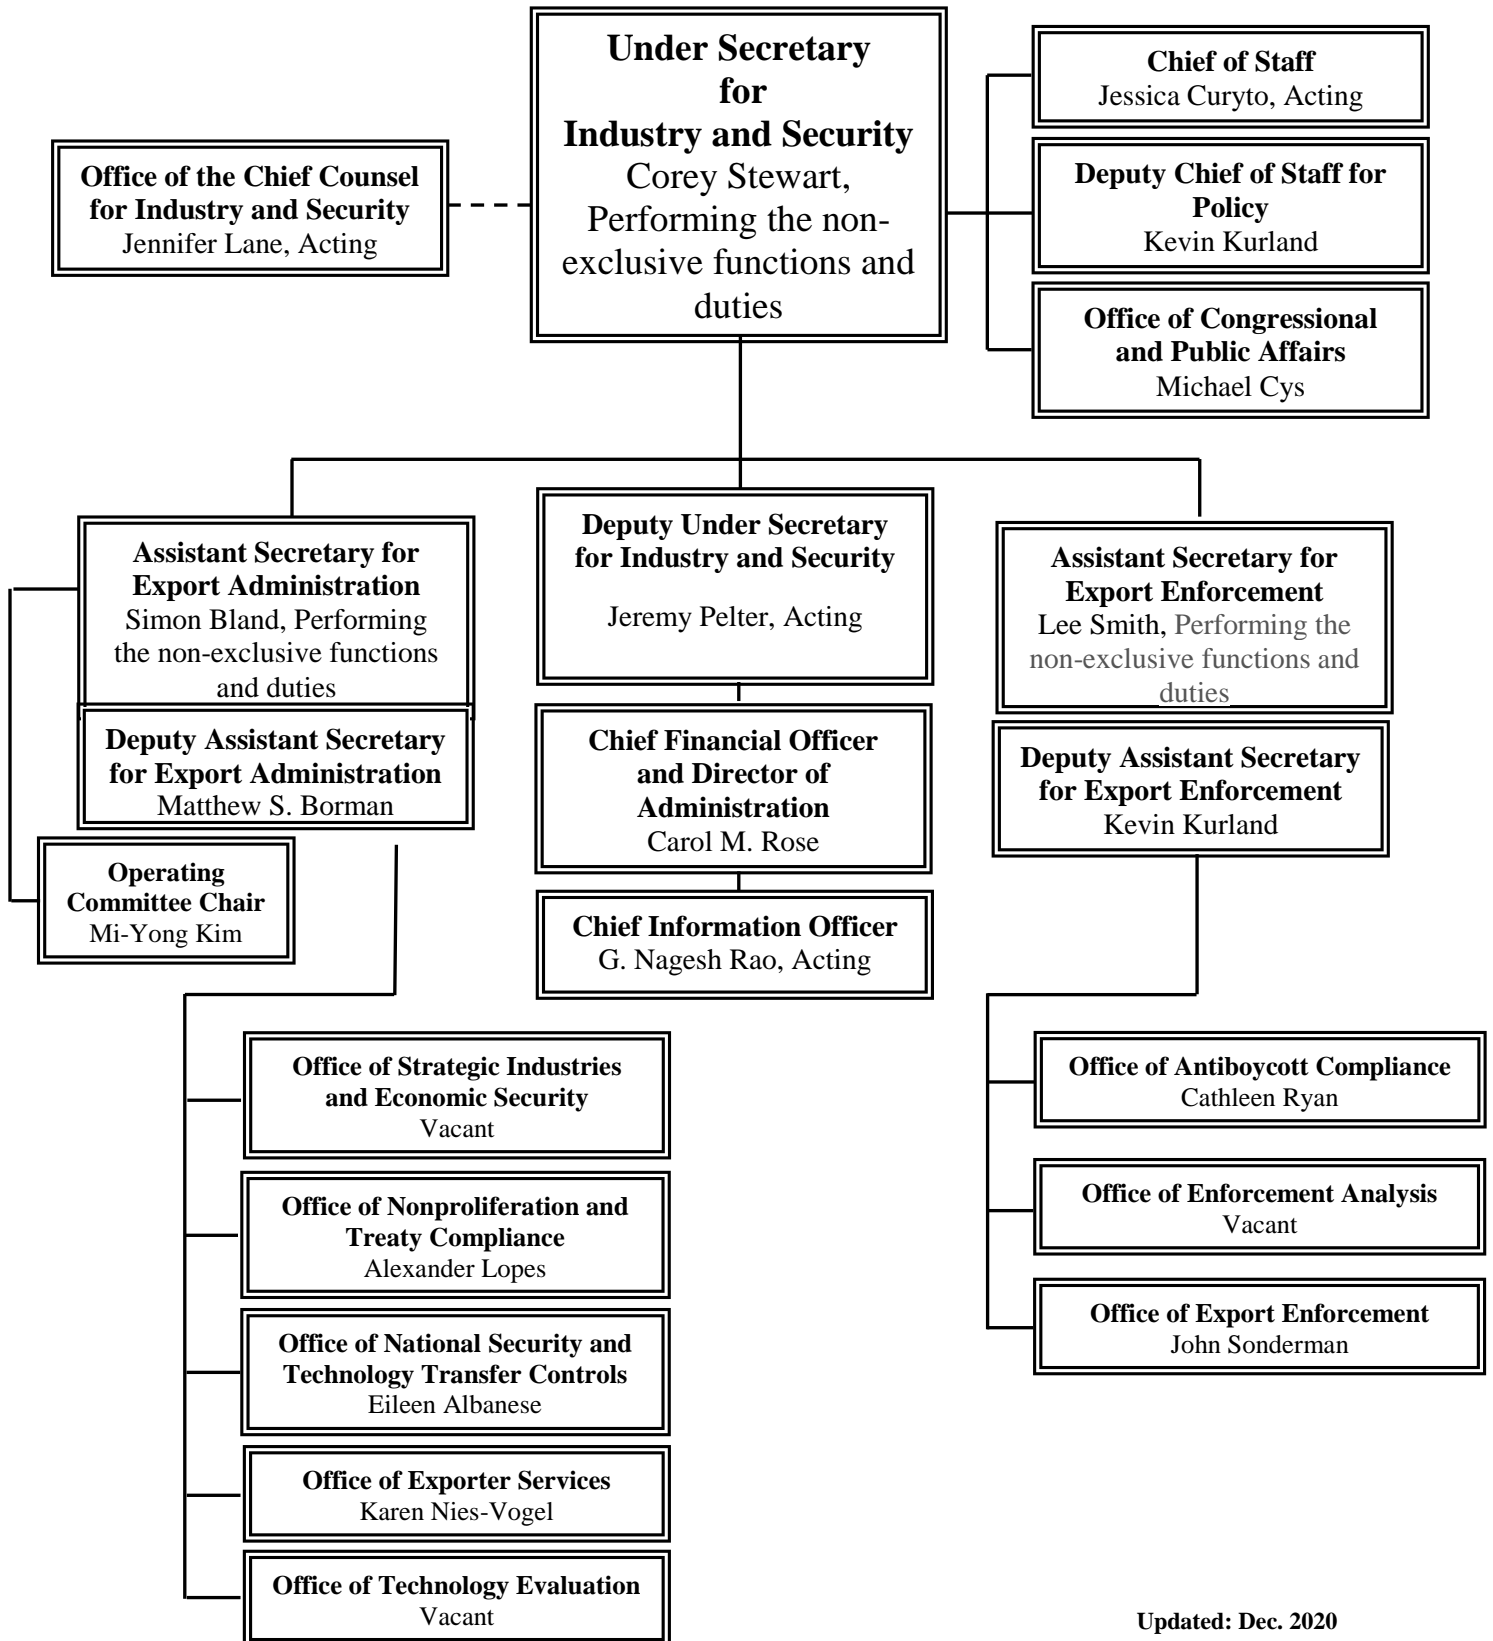 Under Secretary
for
Industry and Security
Corey Stewart,
Performing the non-
exclusive functions and
duties
Chief of Staff
Jessica Curyto, Acting
Deputy Chief of Staff for
Policy
Kevin Kurland
Office of Congressional
and Public Affairs
Michael Cys
Office of the Chief Counsel
for Industry and Security
Jennifer Lane, Acting
Assistant Secretary for
Export Administration
Simon Bland, Performing
the non-exclusive functions
and duties
Deputy Assistant Secretary
for Export Administration
Matthew S. Borman
Operating
Committee Chair
Mi-Yong Kim
Deputy Under Secretary
for Industry and Security
Jeremy Pelter, Acting
Chief Financial Officer
and Director of
Administration
Carol M. Rose
Chief Information Officer
G. Nagesh Rao, Acting
Assistant Secretary for
Export Enforcement
Lee Smith, Performing the
non-exclusive functions and
duties
Deputy Assistant Secretary
for Export Enforcement
Kevin Kurland
Office of Strategic Industries
and Economic Security
Vacant
Office of Nonproliferation and
Treaty Compliance
Alexander Lopes
Office of National Security and
Technology Transfer Controls
Eileen Albanese
Office of Exporter Services
Karen Nies-Vogel
Office of Technology Evaluation
Vacant
Office of Antiboycott Compliance
Cathleen Ryan
Office of Enforcement Analysis
Vacant
Office of Export Enforcement
John Sonderman
Updated: Dec. 2020